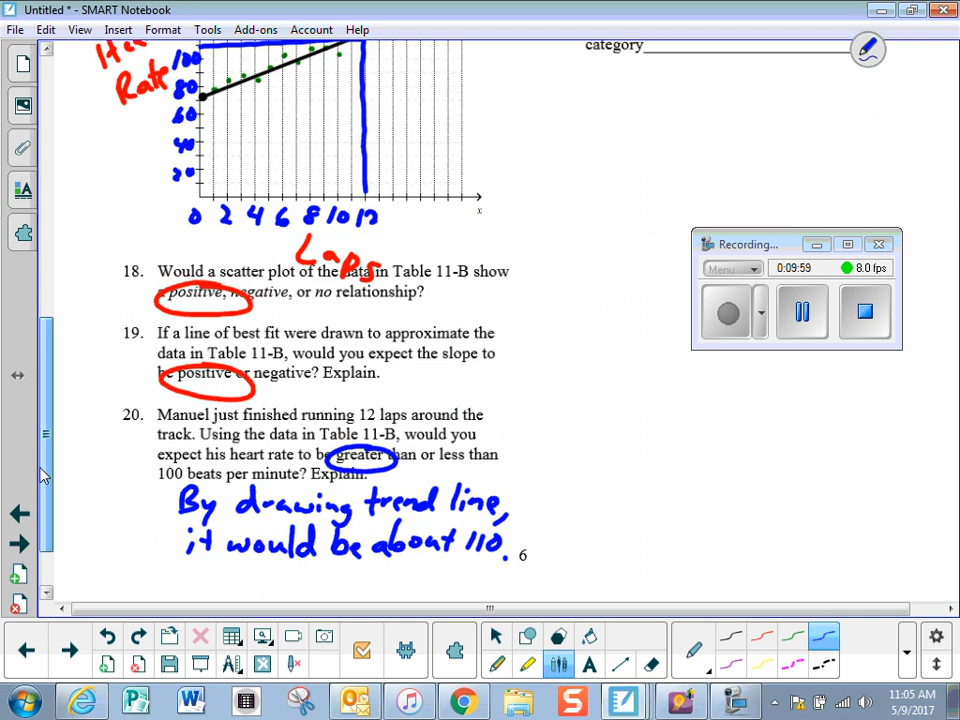 Untitled * - SMART Notebook
File Edit View Insert Format Tools Add-ons Account Help
category
Rate
100
80
60
40
20
x
0 2 4 6 8 10 12
Laps
18. Would a scatter plot of the data in Table 11-B show
a positive, negative, or no relationship?
19. If a line of best fit were drawn to approximate the
data in Table 11-B, would you expect the slope to
be positive or negative? Explain.
20. Manuel just finished running 12 laps around the
track. Using the data in Table 11-B, would you
expect his heart rate to be greater than or less than
100 beats per minute? Explain.
By drawing trend line,
it would be about 110.
6
Recording...
Menu
0:09:59
8.0 fps
11:05 AM
5/9/2017